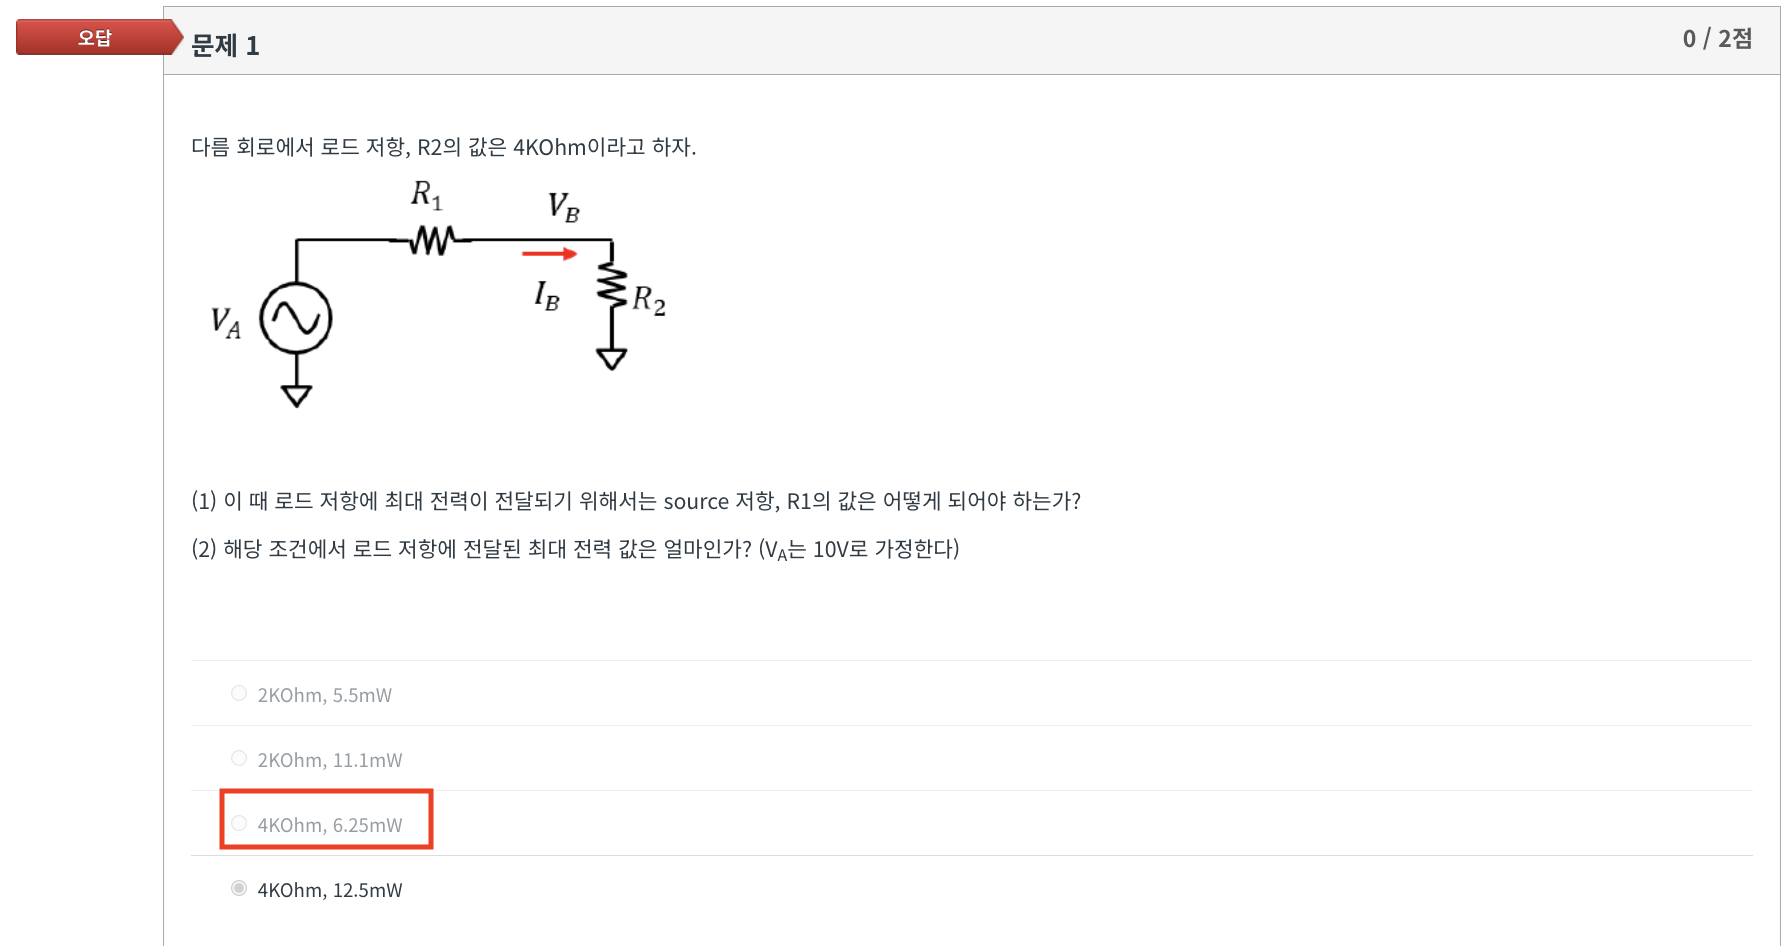 오답
문제 1
0 / 2점
다름 회로에서 로드 저항, R2의 값은 4KOhm이라고 하자.
R₁
V_B
I_B
R₂
V_A
(1) 이 때 로드 저항에 최대 전력이 전달되기 위해서는 source 저항, R1의 값은 어떻게 되어야 하는가?
(2) 해당 조건에서 로드 저항에 전달된 최대 전력 값은 얼마인가? (V_A는 10V로 가정한다)
2KOhm, 5.5mW
2KOhm, 11.1mW
4KOhm, 6.25mW
4KOhm, 12.5mW